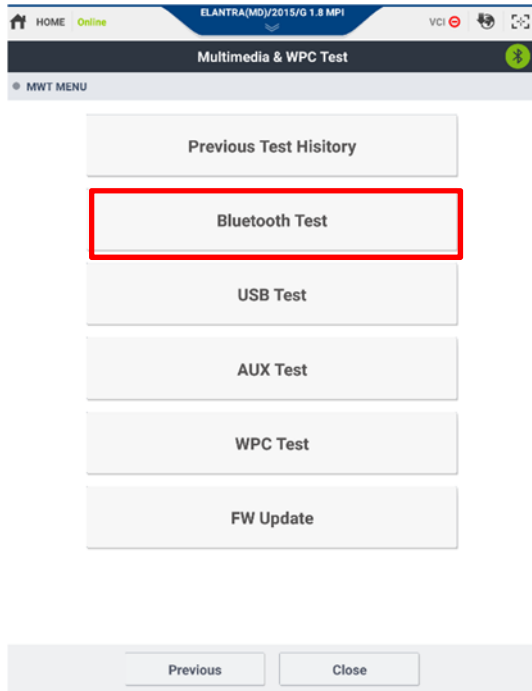 HOME Online ELANTRA(MD)/2015/G 1.8 MPI VCI
Multimedia & WPC Test
MWT MENU
Previous Test Hisitory
Bluetooth Test
USB Test
AUX Test
WPC Test
FW Update
Previous Close